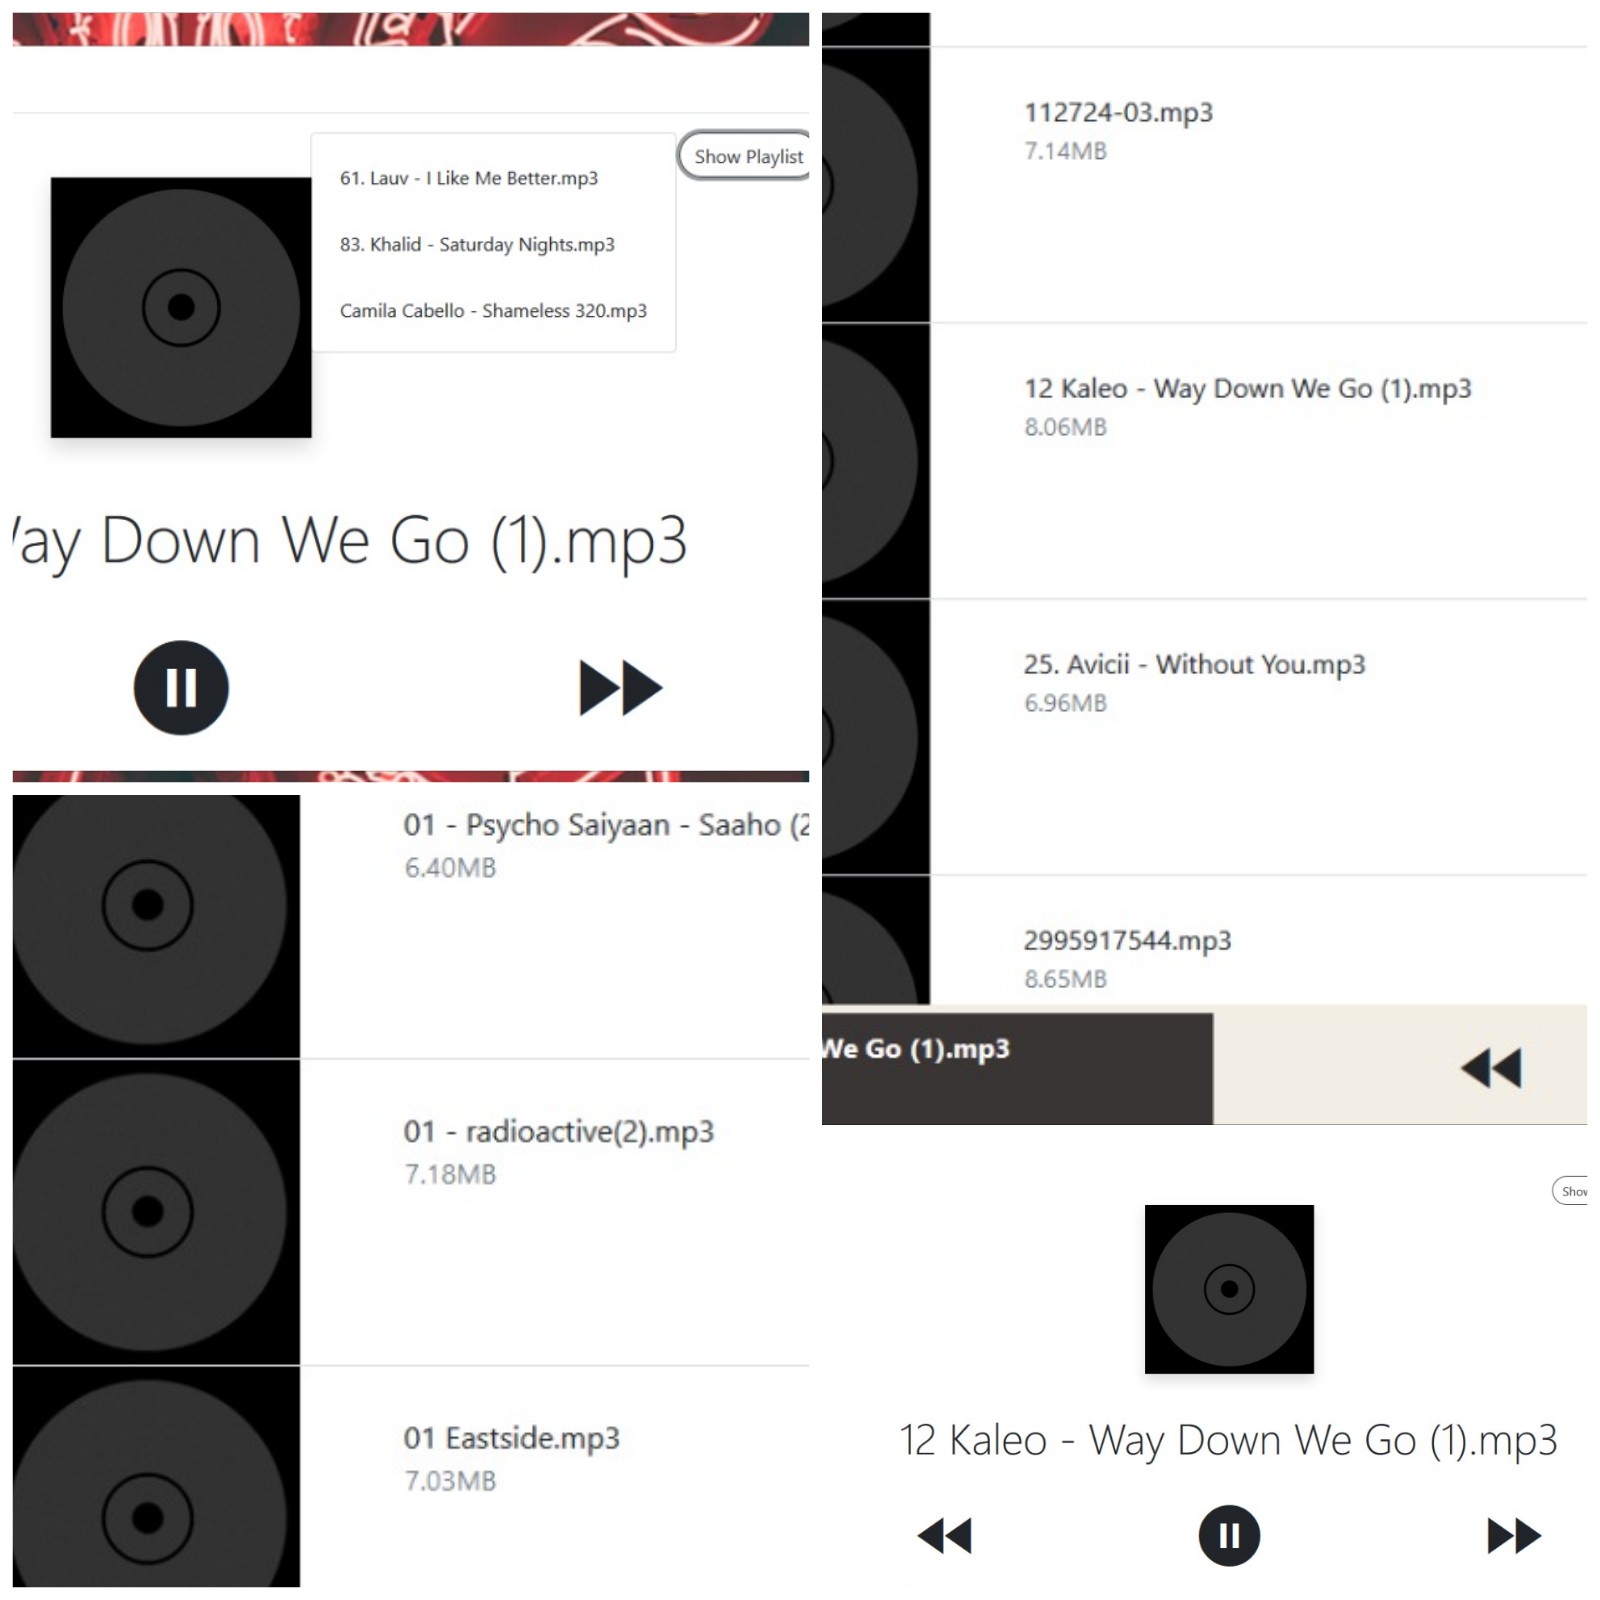 61. Lauv - I Like Me Better.mp3
83. Khalid - Saturday Nights.mp3
Camila Cabello - Shameless 320.mp3
Show Playlist
Way Down We Go (1).mp3
01 - Psycho Saiyaan - Saaho (2
6.40MB
01 - radioactive(2).mp3
7.18MB
01 Eastside.mp3
7.03MB
112724-03.mp3
7.14MB
12 Kaleo - Way Down We Go (1).mp3
8.06MB
25. Avicii - Without You.mp3
6.96MB
2995917544.mp3
8.65MB
We Go (1).mp3
Show
12 Kaleo - Way Down We Go (1).mp3